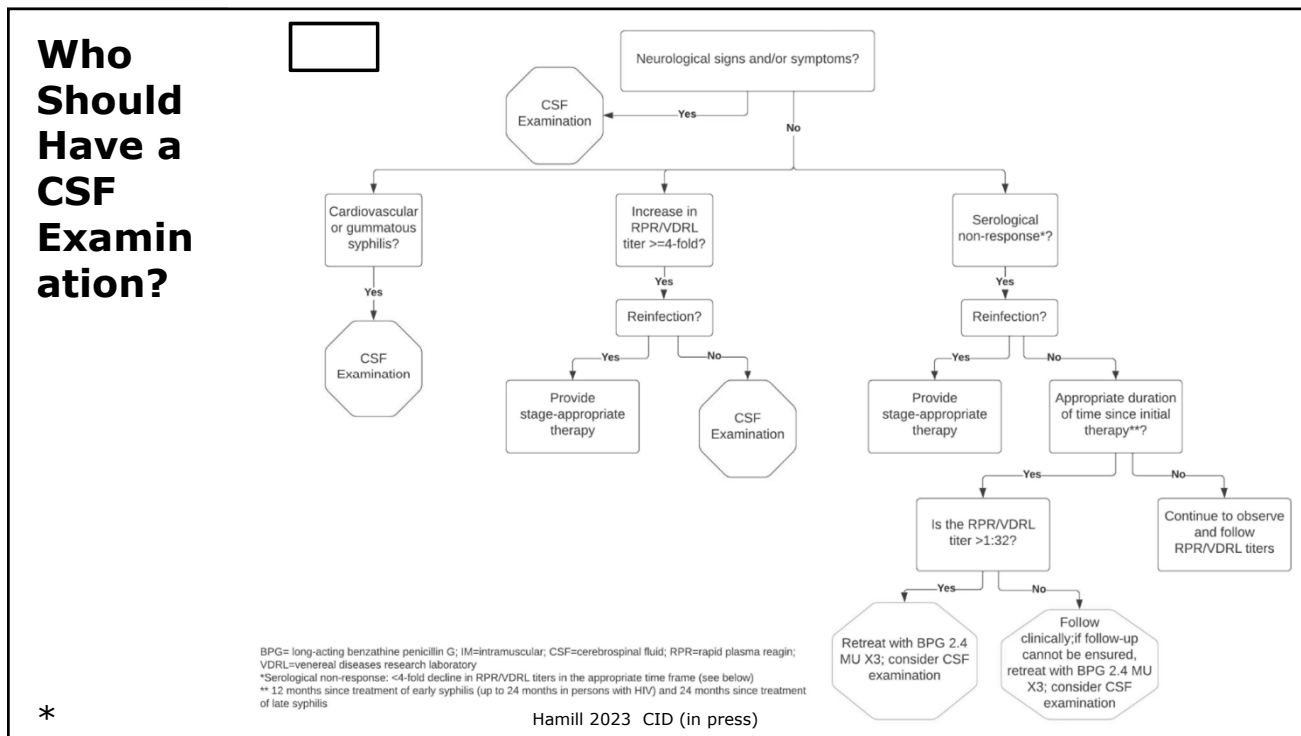 Who
Should
Have a
CSF
Examin
ation?
Neurological signs and/or symptoms?
Yes
No
CSF
Examination
Cardiovascular
or gummatous
syphilis?
Yes
CSF
Examination
Increase in
RPR/VDRL
titer >=4-fold?
Yes
Reinfection?
Yes
No
Provide
stage-appropriate
therapy
CSF
Examination
Serological
non-response*?
Yes
Reinfection?
Yes
No
Provide
stage-appropriate
therapy
Appropriate duration
of time since initial
therapy**?
Yes
No
Is the RPR/VDRL
titer >1:32?
Continue to observe
and follow
RPR/VDRL titers
Yes
No
Retreat with BPG 2.4
MU X3; consider CSF
examination
Follow
clinically;if follow-up
cannot be ensured,
retreat with BPG 2.4 MU
X3; consider CSF
examination
BPG= long-acting benzathine penicillin G; IM=intramuscular; CSF=cerebrospinal fluid; RPR=rapid plasma reagin;
VDRL=venereal diseases research laboratory
*Serological non-response: <4-fold decline in RPR/VDRL titers in the appropriate time frame (see below)
** 12 months since treatment of early syphilis (up to 24 months in persons with HIV) and 24 months since treatment
of late syphilis
*
Hamill 2023 CID (in press)